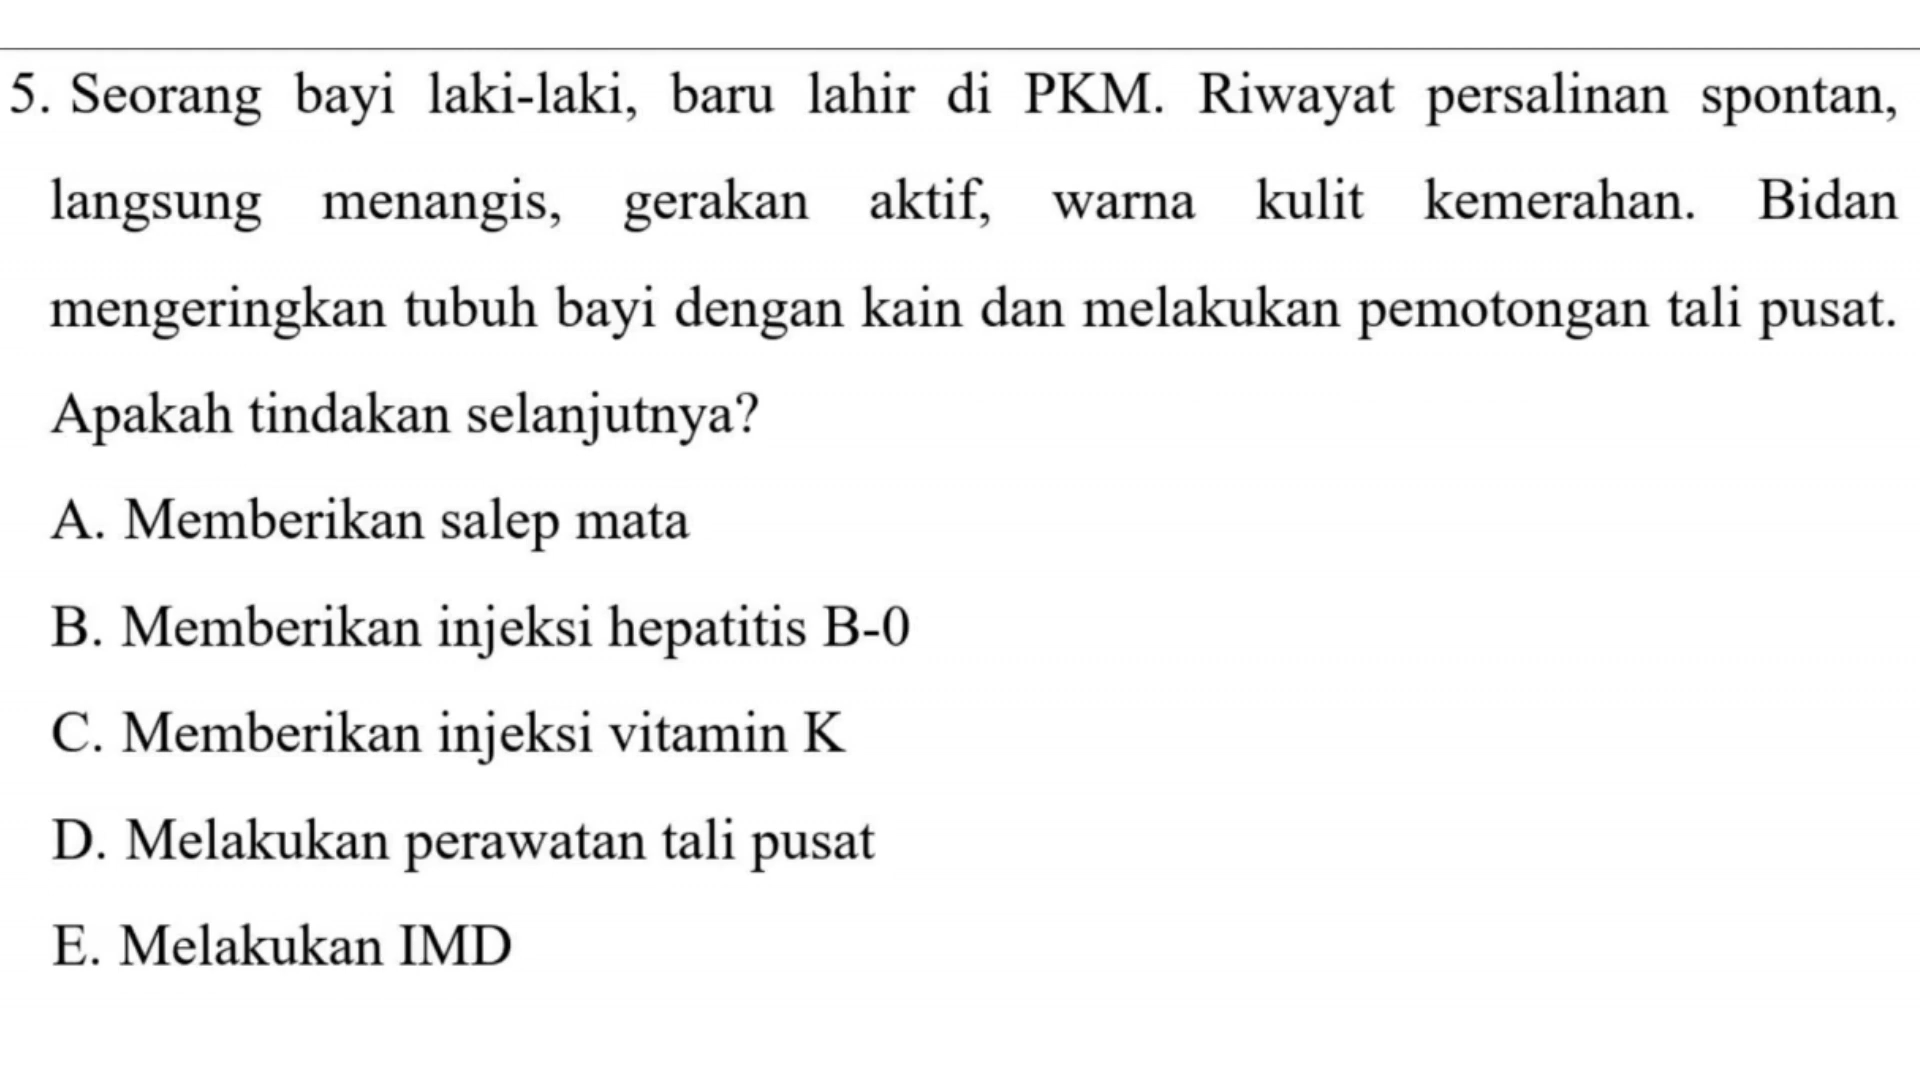 5. Seorang bayi laki-laki, baru lahir di PKM. Riwayat persalinan spontan,
langsung menangis, gerakan aktif, warna kulit kemerahan. Bidan
mengeringkan tubuh bayi dengan kain dan melakukan pemotongan tali pusat.
Apakah tindakan selanjutnya?
A. Memberikan salep mata
B. Memberikan injeksi hepatitis B-0
C. Memberikan injeksi vitamin K
D. Melakukan perawatan tali pusat
E. Melakukan IMD